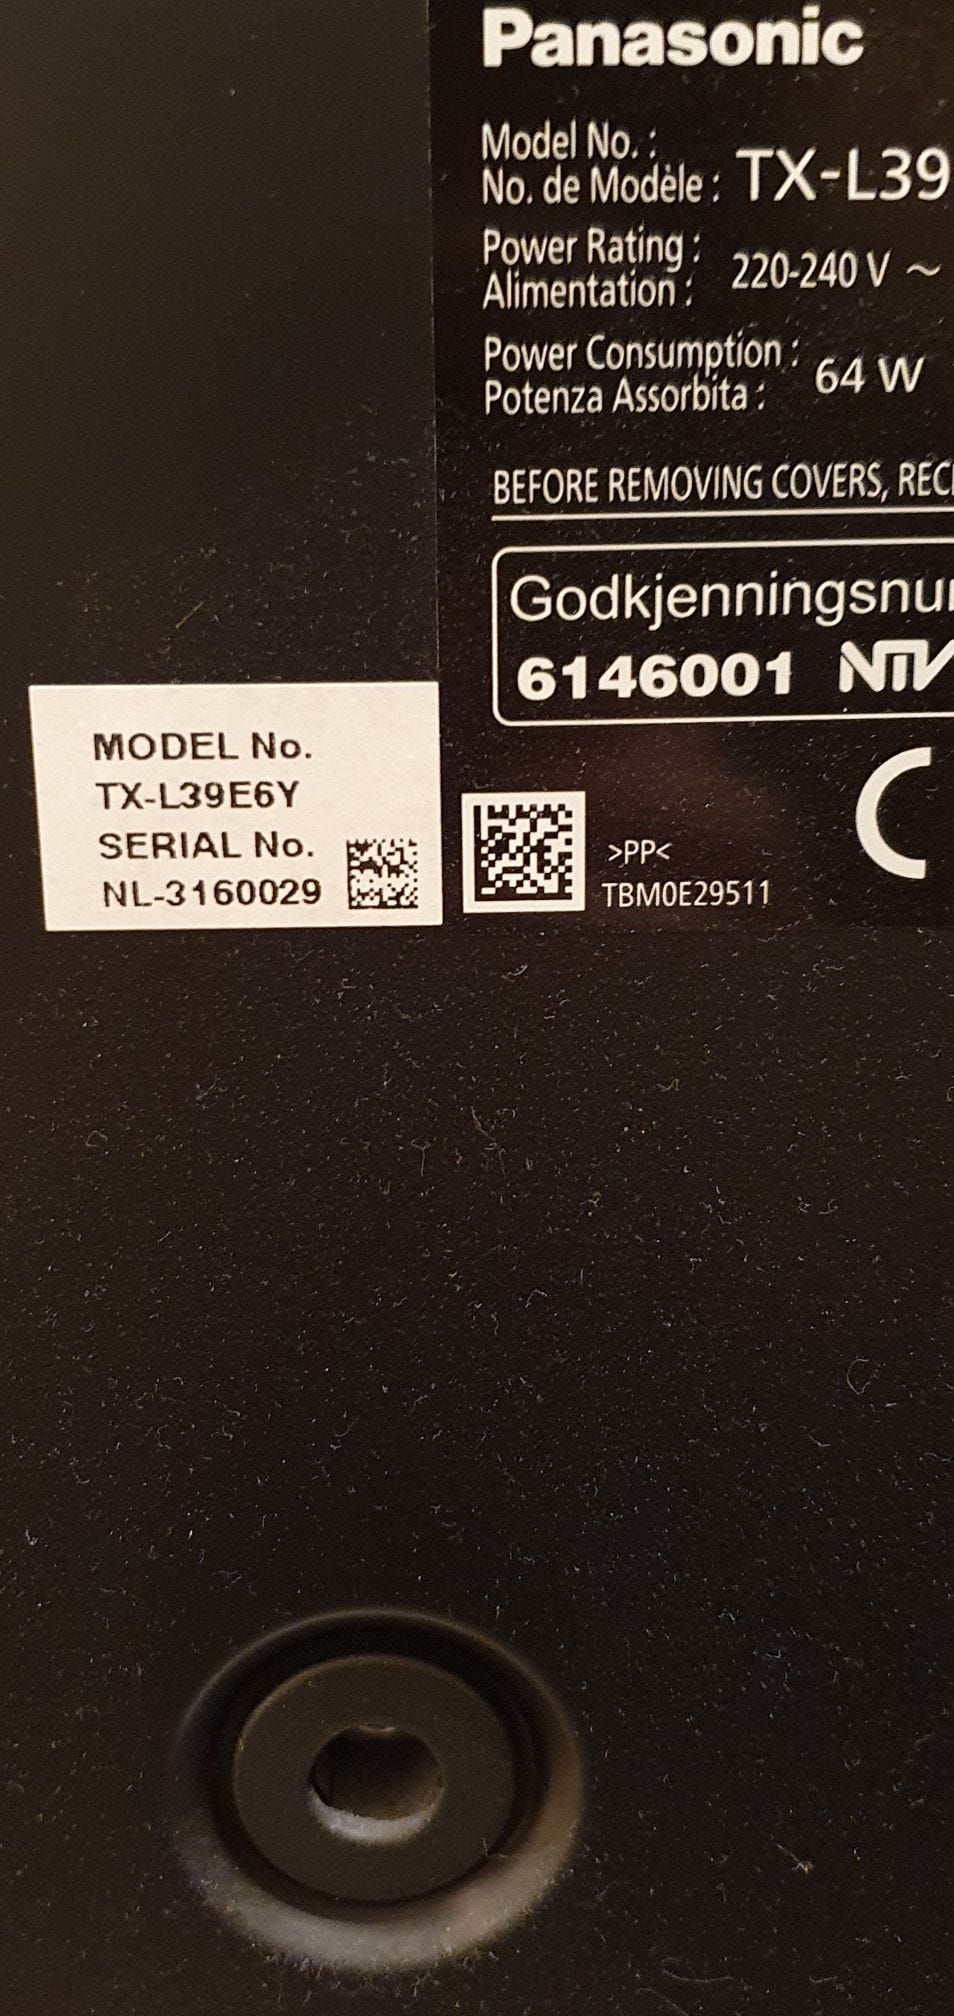 Panasonic
Model No. :
No. de Modèle : TX-L39
Power Rating :
Alimentation : 220-240 V ~
Power Consumption :
Potenza Assorbita : 64 W
BEFORE REMOVING COVERS,
6146001
MODEL No.
TX-L39E6Y
SERIAL No.
NL-3160029
>PP<
TBM0E29511
CE